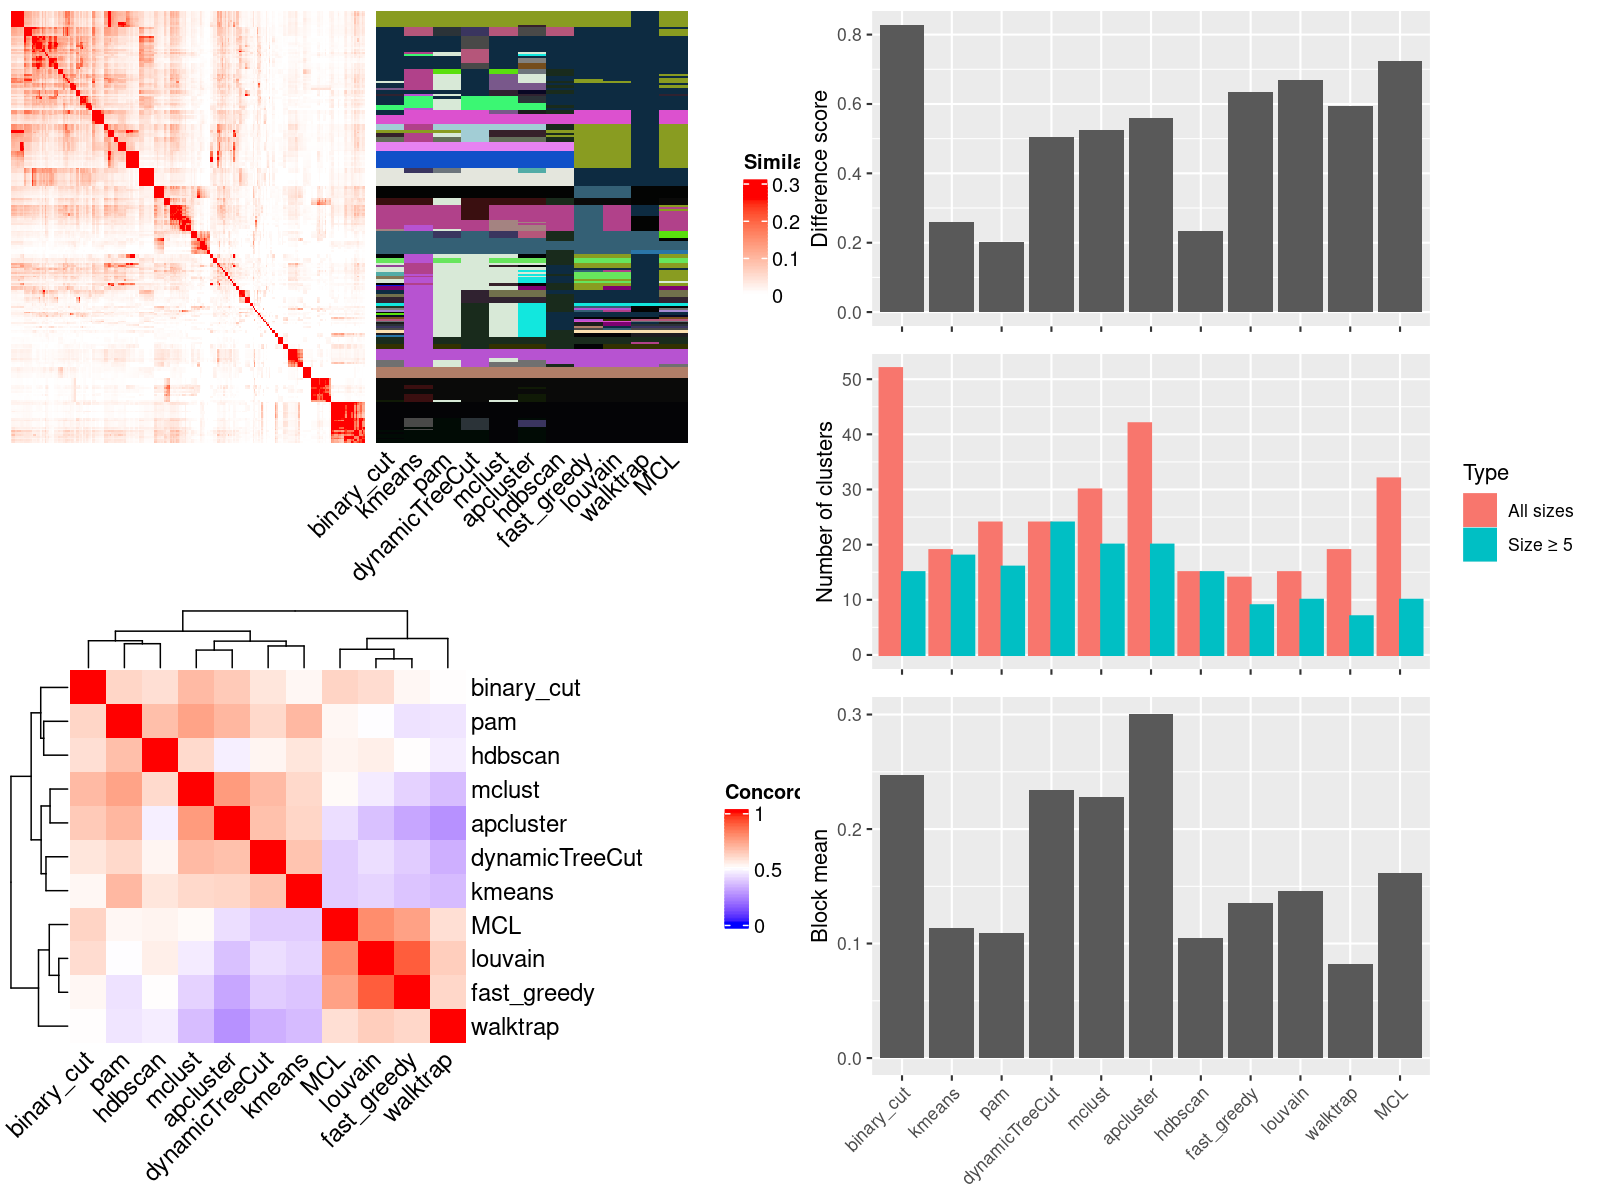 Simila
0.3
0.2
0.1
0
binary_cut
kmeans
pam
dynamicTreeCut
mclust
apcluster
hdbscan
fast_greedy
louvain
walktrap
MCL
binary_cut
pam
hdbscan
mclust
apcluster
dynamicTreeCut
kmeans
MCL
louvain
fast_greedy
walktrap
binary_cut
pam
hdbscan
mclust
apcluster
dynamicTreeCut
kmeans
MCL
louvain
fast_greedy
walktrap
Concord
1
0.5
0
Difference score
0.8
0.6
0.4
0.2
0.0
Number of clusters
50
40
30
20
10
0
Type
All sizes
Size ≥ 5
Block mean
0.3
0.2
0.1
0.0
binary_cut
kmeans
pam
dynamicTreeCut
mclust
apcluster
hdbscan
fast_greedy
louvain
walktrap
MCL